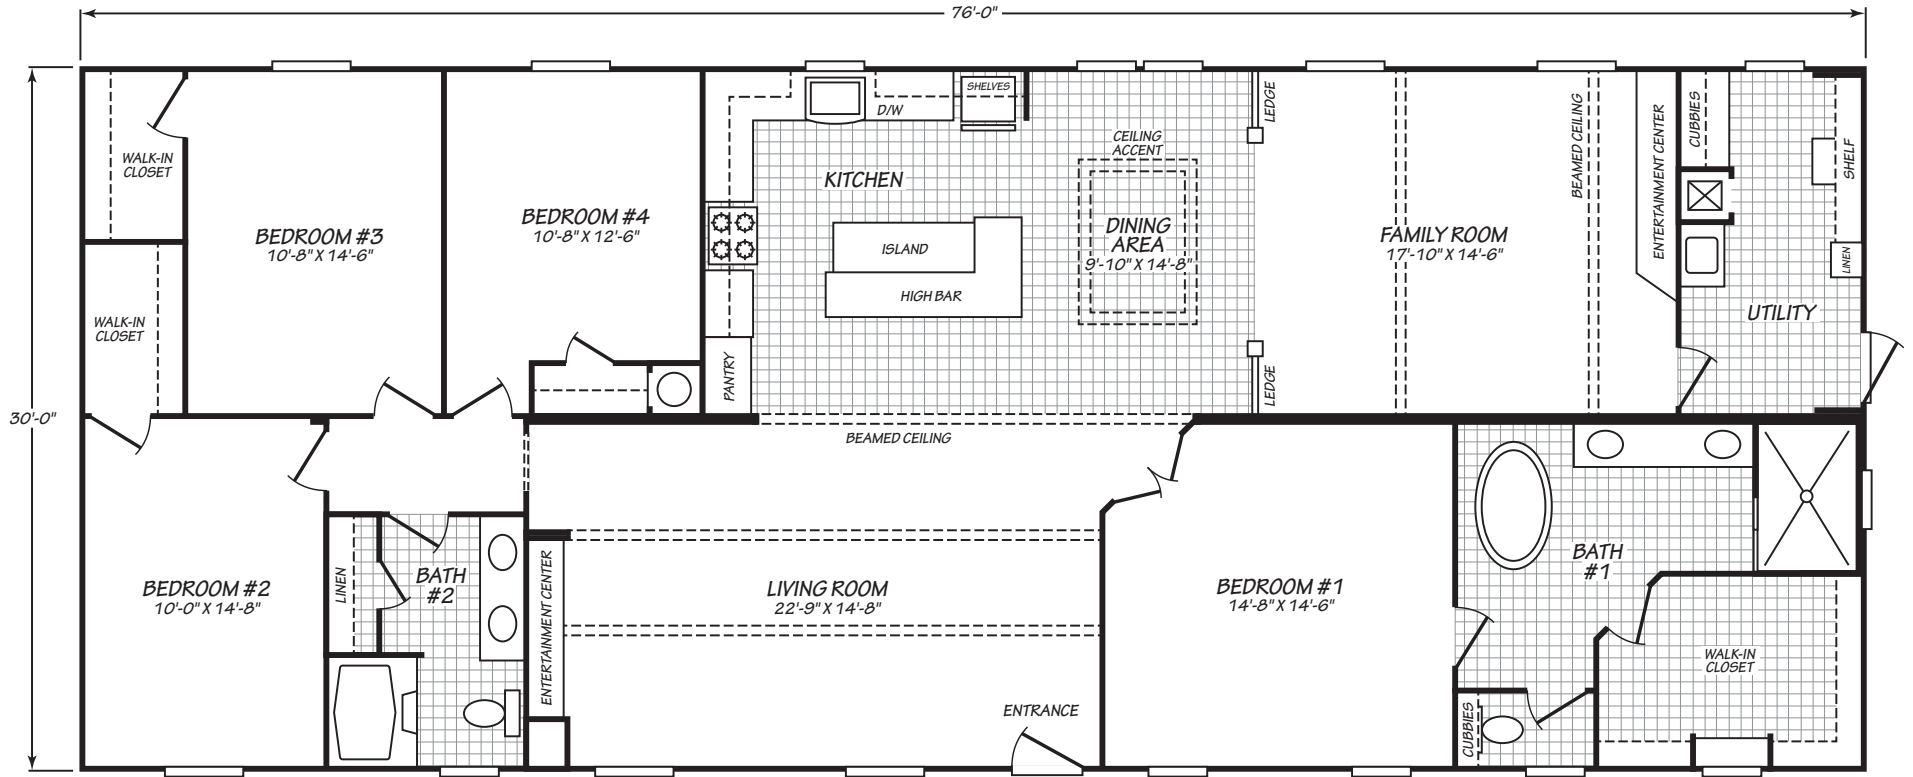 76'-0"
30'-0"
WALK-IN
CLOSET
BEDROOM #3
10'-8" X 14'-6"
BEDROOM #4
10'-8" X 12'-6"
D/W
SHELVES
KITCHEN
ISLAND
HIGH BAR
PANTRY
CEILING
ACCENT
DINING
AREA
9'-10" X 14'-8"
LEDGE
LEDGE
FAMILY ROOM
17'-10" X 14'-6"
BEAMED CEILING
ENTERTAINMENT CENTER
CUBBIES
SHELF
LINEN
UTILITY
WALK-IN
CLOSET
BEAMED CEILING
BEDROOM #2
10'-0" X 14'-8"
LINEN
BATH
#2
ENTERTAINMENT CENTER
LIVING ROOM
22'-9" X 14'-8"
ENTRANCE
BEDROOM #1
14'-8" X 14'-6"
BATH
#1
WALK-IN
CLOSET
CUBBIES